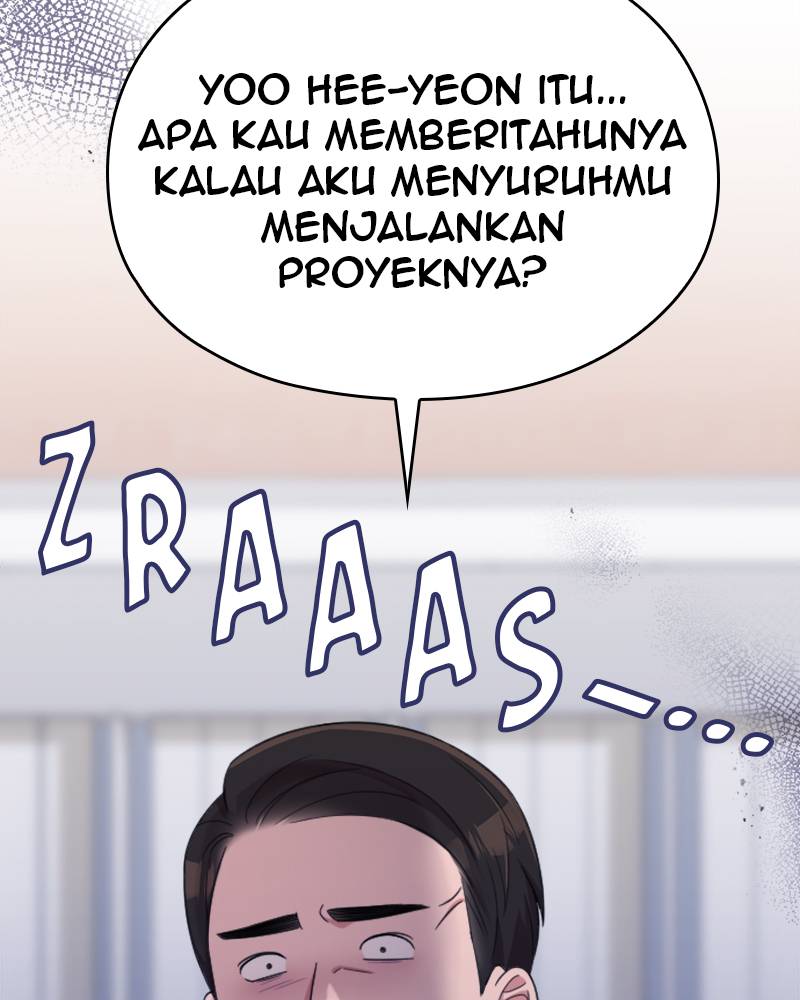 YOO HEE-YEON ITU...
APA KAU MEMBERITAHUNYA
KALAU AKU MENYURUHMU
MENJALANKAN
PROYEKNYA?
ZRAAAS-...